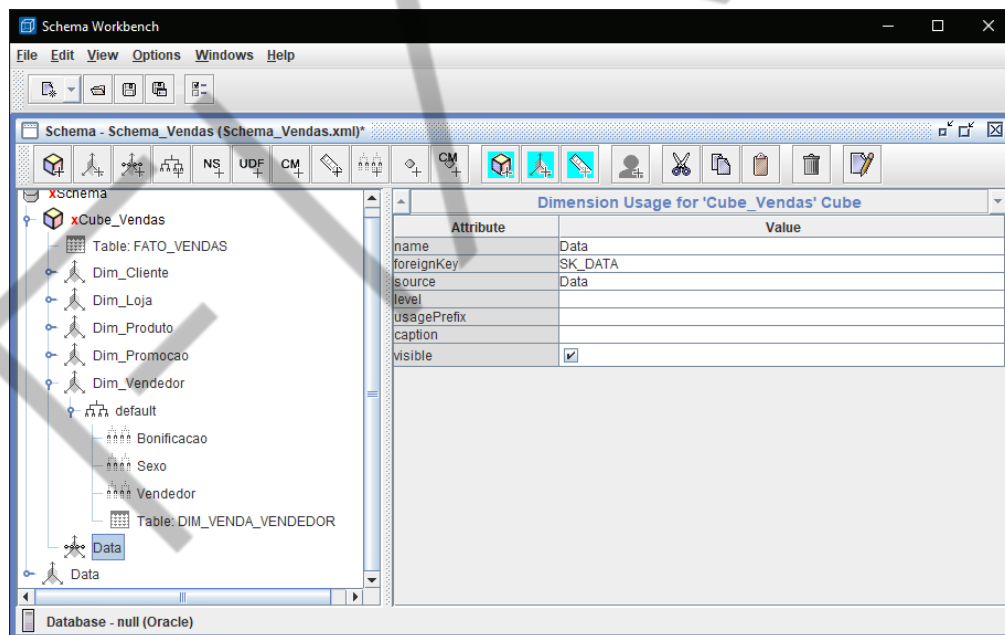 Schema Workbench
File Edit View Options Windows Help
Schema - Schema_Vendas (Schema_Vendas.xml)*
NS UDF CM CM
xSchema
xCube_Vendas
Table: FATO_VENDAS
Dim_Cliente
Dim_Loja
Dim_Produto
Dim_Promocao
Dim_Vendedor
default
Bonificacao
Sexo
Vendedor
Table: DIM_VENDA_VENDEDOR
Data
Data
Dimension Usage for 'Cube_Vendas' Cube
Attribute Value
name Data
foreignKey SK_DATA
source Data
level
usagePrefix
caption
visible
Database - null (Oracle)